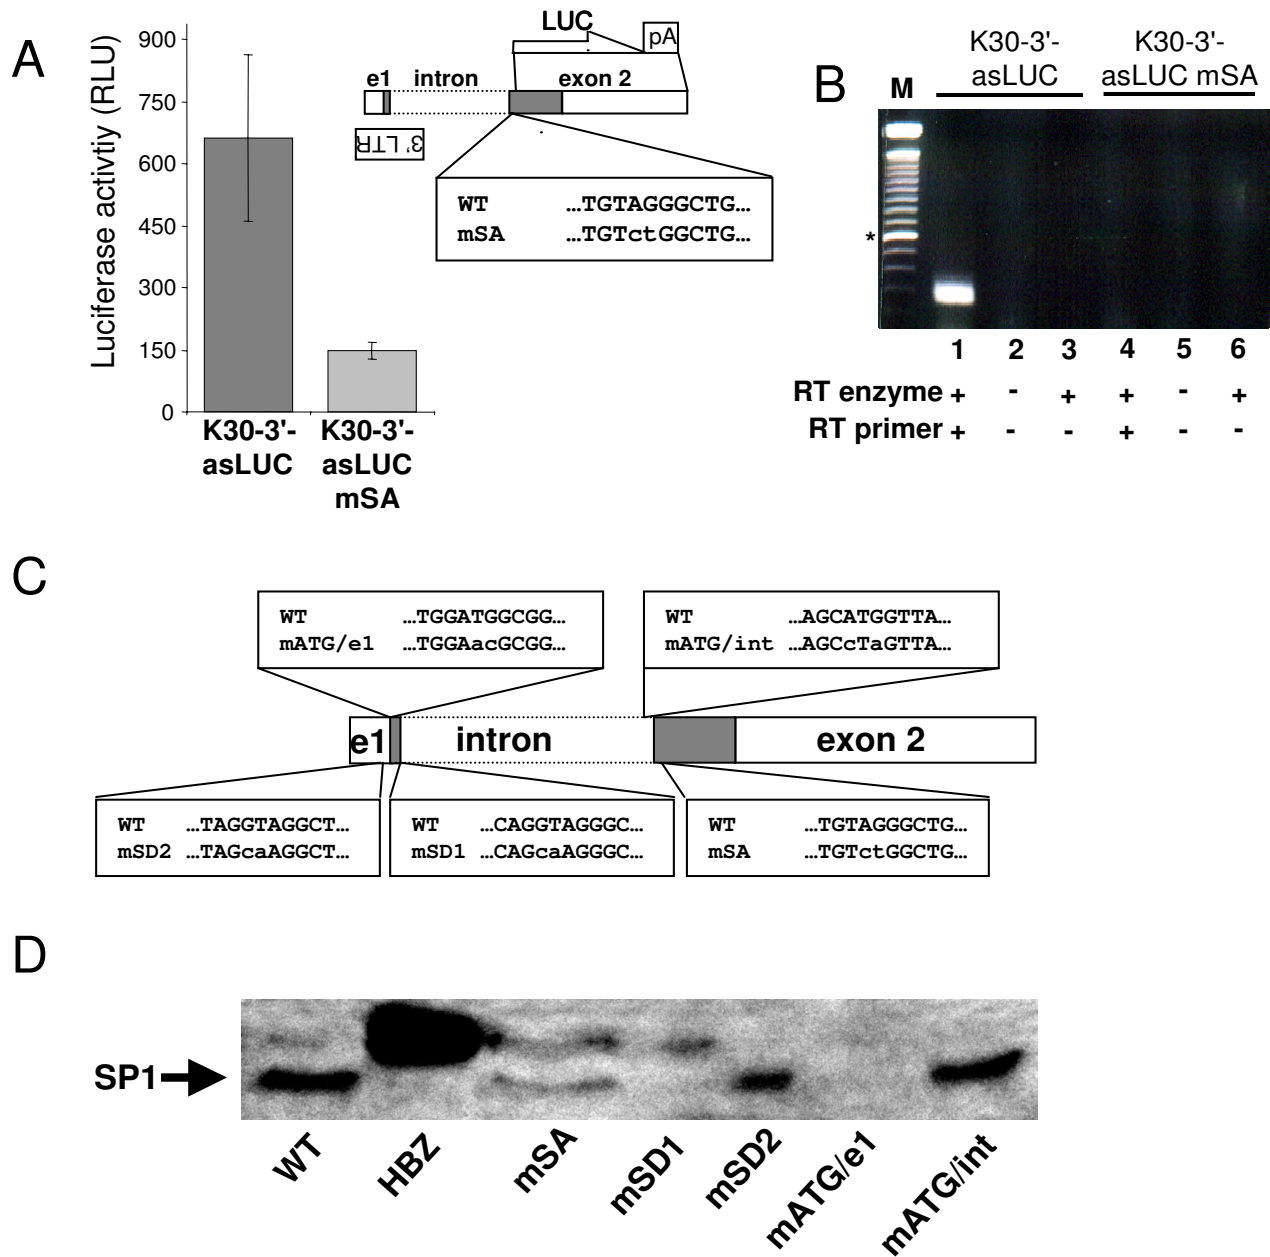 A
Luciferase activtiy (RLU)
900
750
600
450
300
150
0
K30-3'-
asLUC
K30-3'-
asLUC
mSA
LUC
pA
e1 intron exon 2
3' LTR
WT ...TGTAGGGCTG...
mSA ...TGTctGGCTG...
B
M
K30-3'-
asLUC
K30-3'-
asLUC mSA
*
1 2 3 4 5 6
RT enzyme + - + + - +
RT primer + - - + - -
C
WT ...TGGATGGCGG...
mATG/e1 ...TGGAacGCGG...
WT ...AGCATGGTTA...
mATG/int ...AGCcTaGTTA...
e1 intron exon 2
WT ...TAGGTAGGCT...
mSD2 ...TAGcaAGGCT...
WT ...CAGGTAGGGC...
mSD1 ...CAGcaAGGGC...
WT ...TGTAGGGCTG...
mSA ...TGTctGGCTG...
D
SP1
WT
HBZ
mSA
mSD1
mSD2
mATG/e1
mATG/int